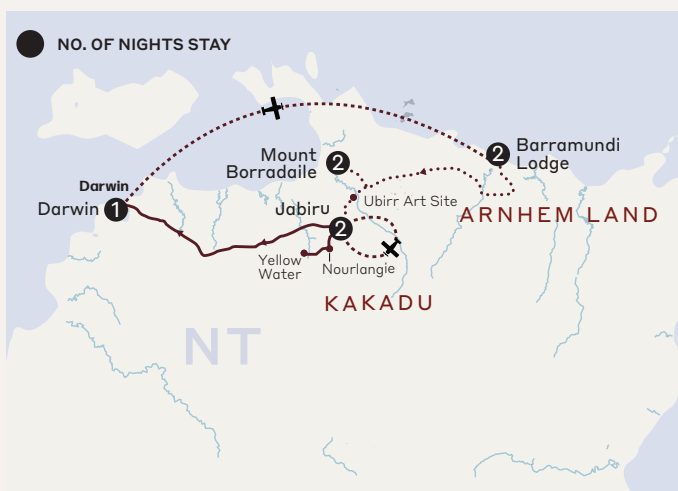 NO. OF NIGHTS STAY
Barramundi
Lodge
2
Mount
Borradaile
2
Darwin
Darwin
1
Ubirr Art Site
Jabiru
2
ARNHEM LAND
Yellow
Water
Nourlangie
KAKADU
NT